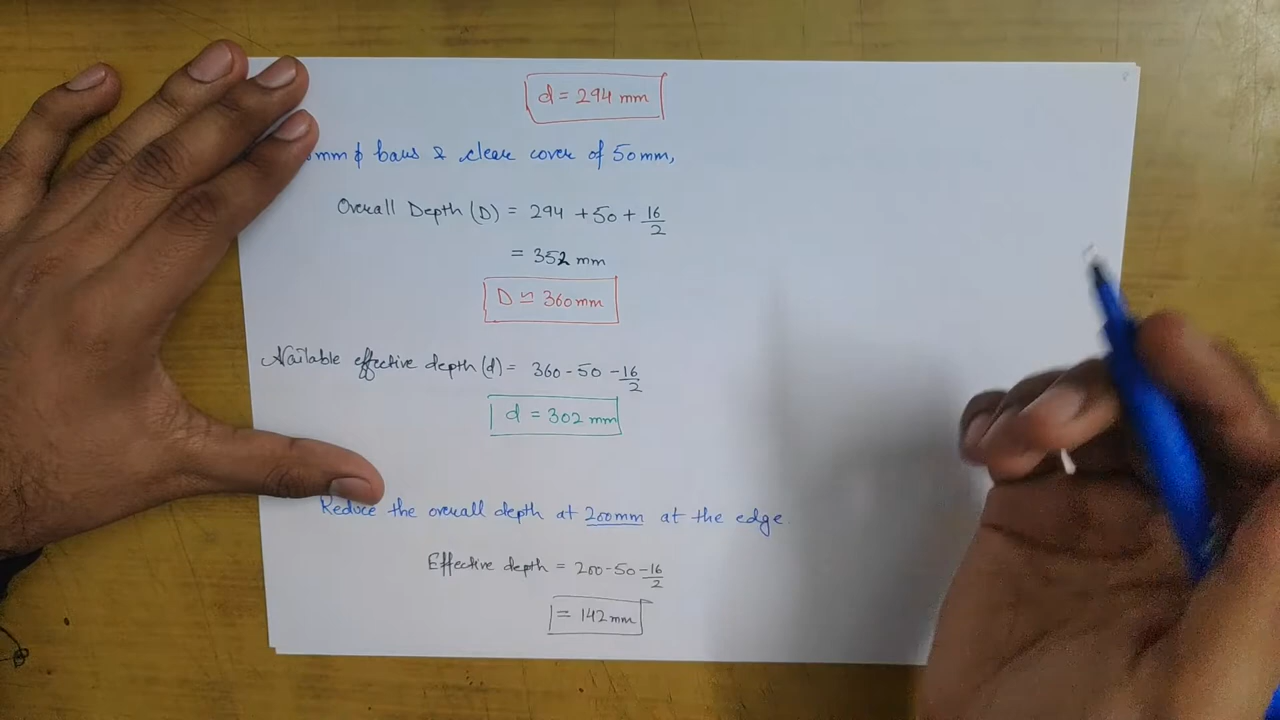 d = 294 mm
mm ϕ bars & clear cover of 50mm,
Overall Depth (D) = 294 + 50 + 16/2
= 352 mm
D ≃ 360mm
Available effective depth (d) = 360 - 50 - 16/2
d = 302 mm
Reduce the overall depth at 200mm at the edge.
Effective depth = 200 - 50 - 16/2
= 142 mm